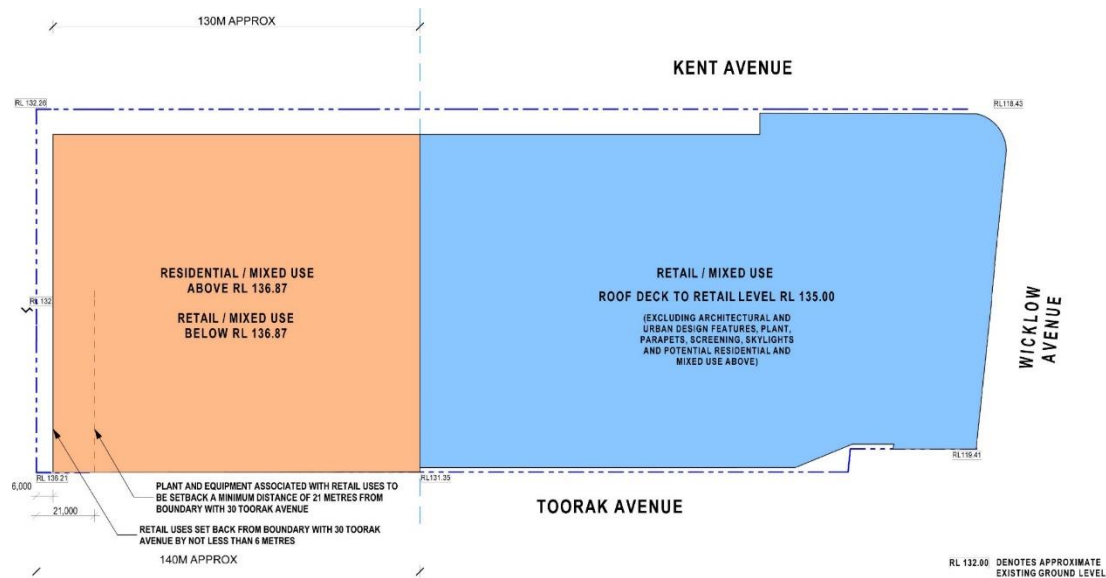 130M APPROX
KENT AVENUE
RL 132.26
RL118.43
RESIDENTIAL / MIXED USE
ABOVE RL 136.87
RETAIL / MIXED USE
BELOW RL 136.87
RL 132
RETAIL / MIXED USE
ROOF DECK TO RETAIL LEVEL RL 135.00
(EXCLUDING ARCHITECTURAL AND
URBAN DESIGN FEATURES, PLANT,
PARAPETS, SCREENING, SKYLIGHTS
AND POTENTIAL RESIDENTIAL AND
MIXED USE ABOVE)
WICKLOW
AVENUE
RL119.41
RL 136.21
RL131.35
6,000
PLANT AND EQUIPMENT ASSOCIATED WITH RETAIL USES TO
BE SETBACK A MINIMUM DISTANCE OF 21 METRES FROM
BOUNDARY WITH 30 TOORAK AVENUE
TOORAK AVENUE
21,000
RETAIL USES SET BACK FROM BOUNDARY WITH 30 TOORAK
AVENUE BY NOT LESS THAN 6 METRES
140M APPROX
RL 132.00 DENOTES APPROXIMATE
EXISTING GROUND LEVEL